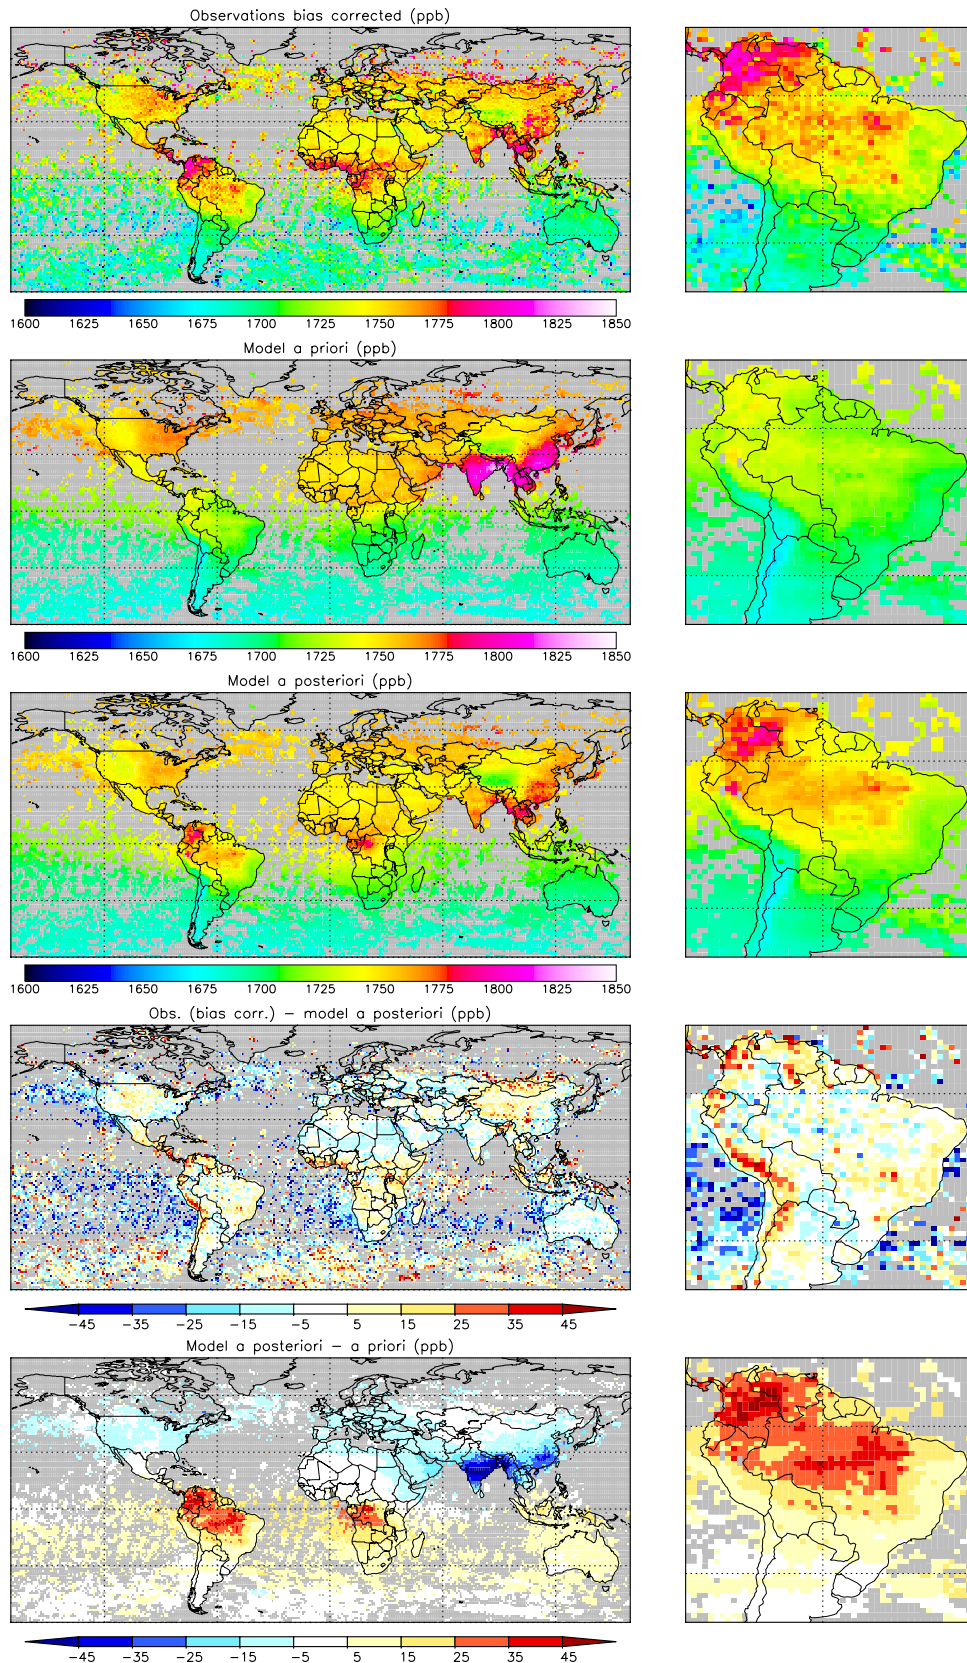 Observations bias corrected (ppb)
1600 1625 1650 1675 1700 1725 1750 1775 1800 1825 1850
Model a priori (ppb)
1600 1625 1650 1675 1700 1725 1750 1775 1800 1825 1850
Model a posteriori (ppb)
1600 1625 1650 1675 1700 1725 1750 1775 1800 1825 1850
Obs. (bias corr.) − model a posteriori (ppb)
−45 −35 −25 −15 −5 5 15 25 35 45
Model a posteriori − a priori (ppb)
−45 −35 −25 −15 −5 5 15 25 35 45